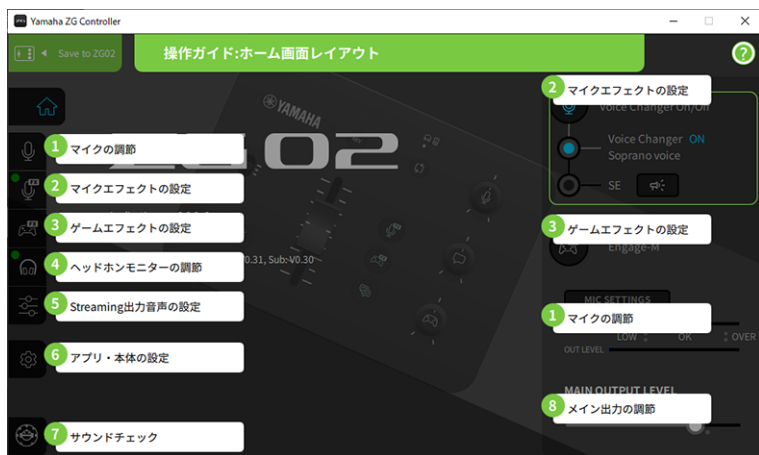 Yamaha ZG Controller
Save to ZG02
操作ガイド:ホーム画面レイアウト
?
YAMAHA
ZG02
1 マイクの調節
2 マイクエフェクトの設定
3 ゲームエフェクトの設定
4 ヘッドホンモニターの調節
0.31, Sub: V0.30
5 Streaming出力音声の設定
6 アプリ・本体の設定
7 サウンドチェック
2 マイクエフェクトの設定
Voice Changer On/Off
Voice Changer ON
Soprano voice
SE
3 ゲームエフェクトの設定
Engage-M
MIC SETTINGS
1 マイクの調節
LOW OK OVER
OUT LEVEL
MAIN OUTPUT LEVEL
8 メイン出力の調節